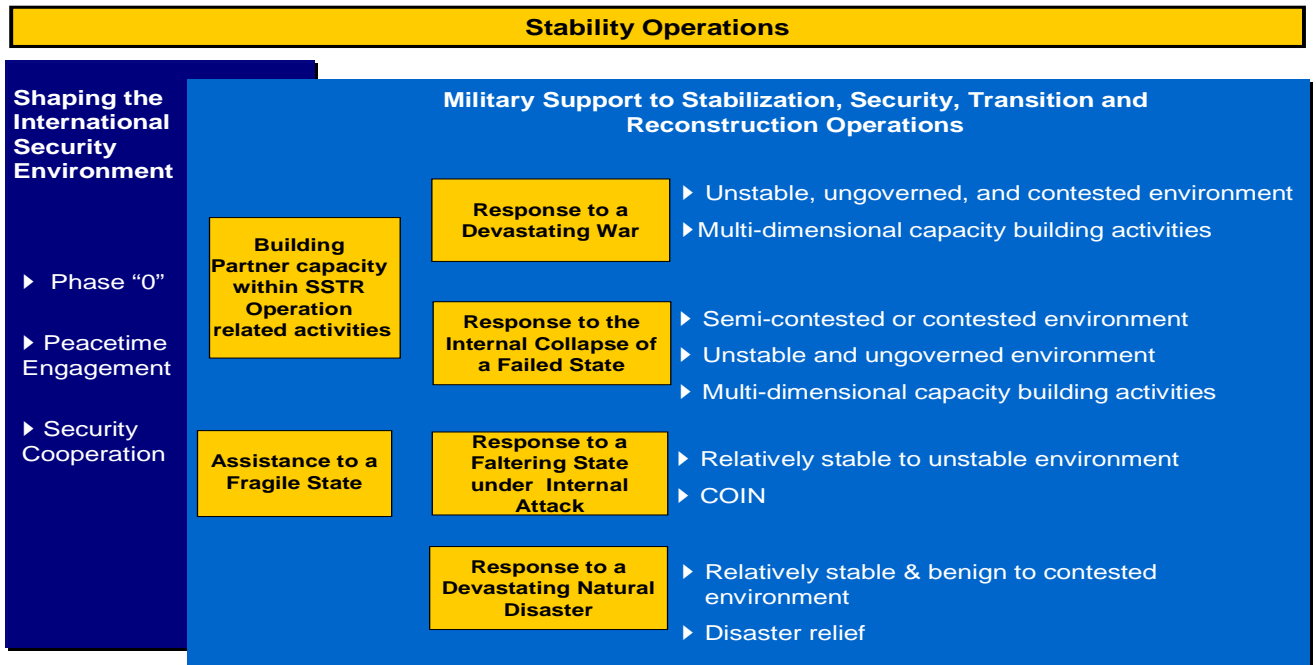 Stability Operations
Shaping the
International
Security
Environment
▶ Phase “0”
▶ Peacetime
Engagement
▶ Security
Cooperation
Military Support to Stabilization, Security, Transition and
Reconstruction Operations
Building
Partner capacity
within SSTR
Operation
related activities
Assistance to a
Fragile State
Response to a
Devastating War
▶ Unstable, ungoverned, and contested environment
▶ Multi-dimensional capacity building activities
Response to the
Internal Collapse of
a Failed State
▶ Semi-contested or contested environment
▶ Unstable and ungoverned environment
▶ Multi-dimensional capacity building activities
Response to a
Faltering State
under Internal
Attack
▶ Relatively stable to unstable environment
▶ COIN
Response to a
Devastating Natural
Disaster
▶ Relatively stable & benign to contested
environment
▶ Disaster relief